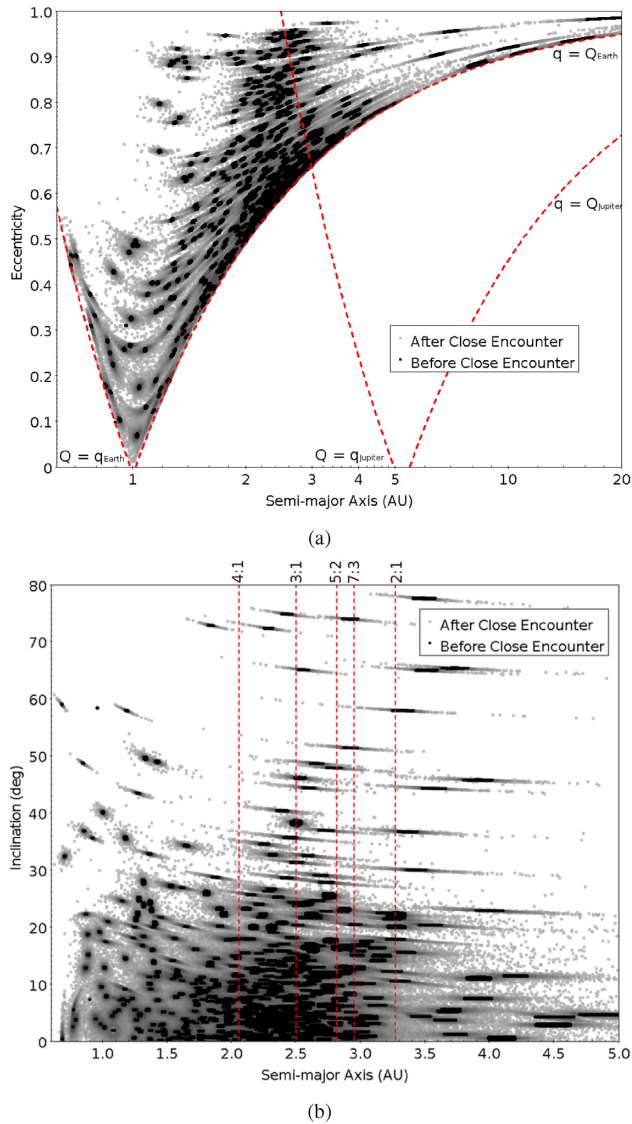 1.0
0.9
0.8
0.7
0.6
0.5
0.4
0.3
0.2
0.1
0
Eccentricity
q = QEarth
q = QJupiter
After Close Encounter
Before Close Encounter
Q = qEarth
Q = qJupiter
1 2 3 4 5 10 20
Semi-major Axis (AU)
(a)
4:1 3:1 5:2 7:3 2:1
80
70
60
50
40
30
20
10
0
Inclination (deg)
After Close Encounter
Before Close Encounter
1.0 1.5 2.0 2.5 3.0 3.5 4.0 4.5 5.0
Semi-major Axis (AU)
(b)